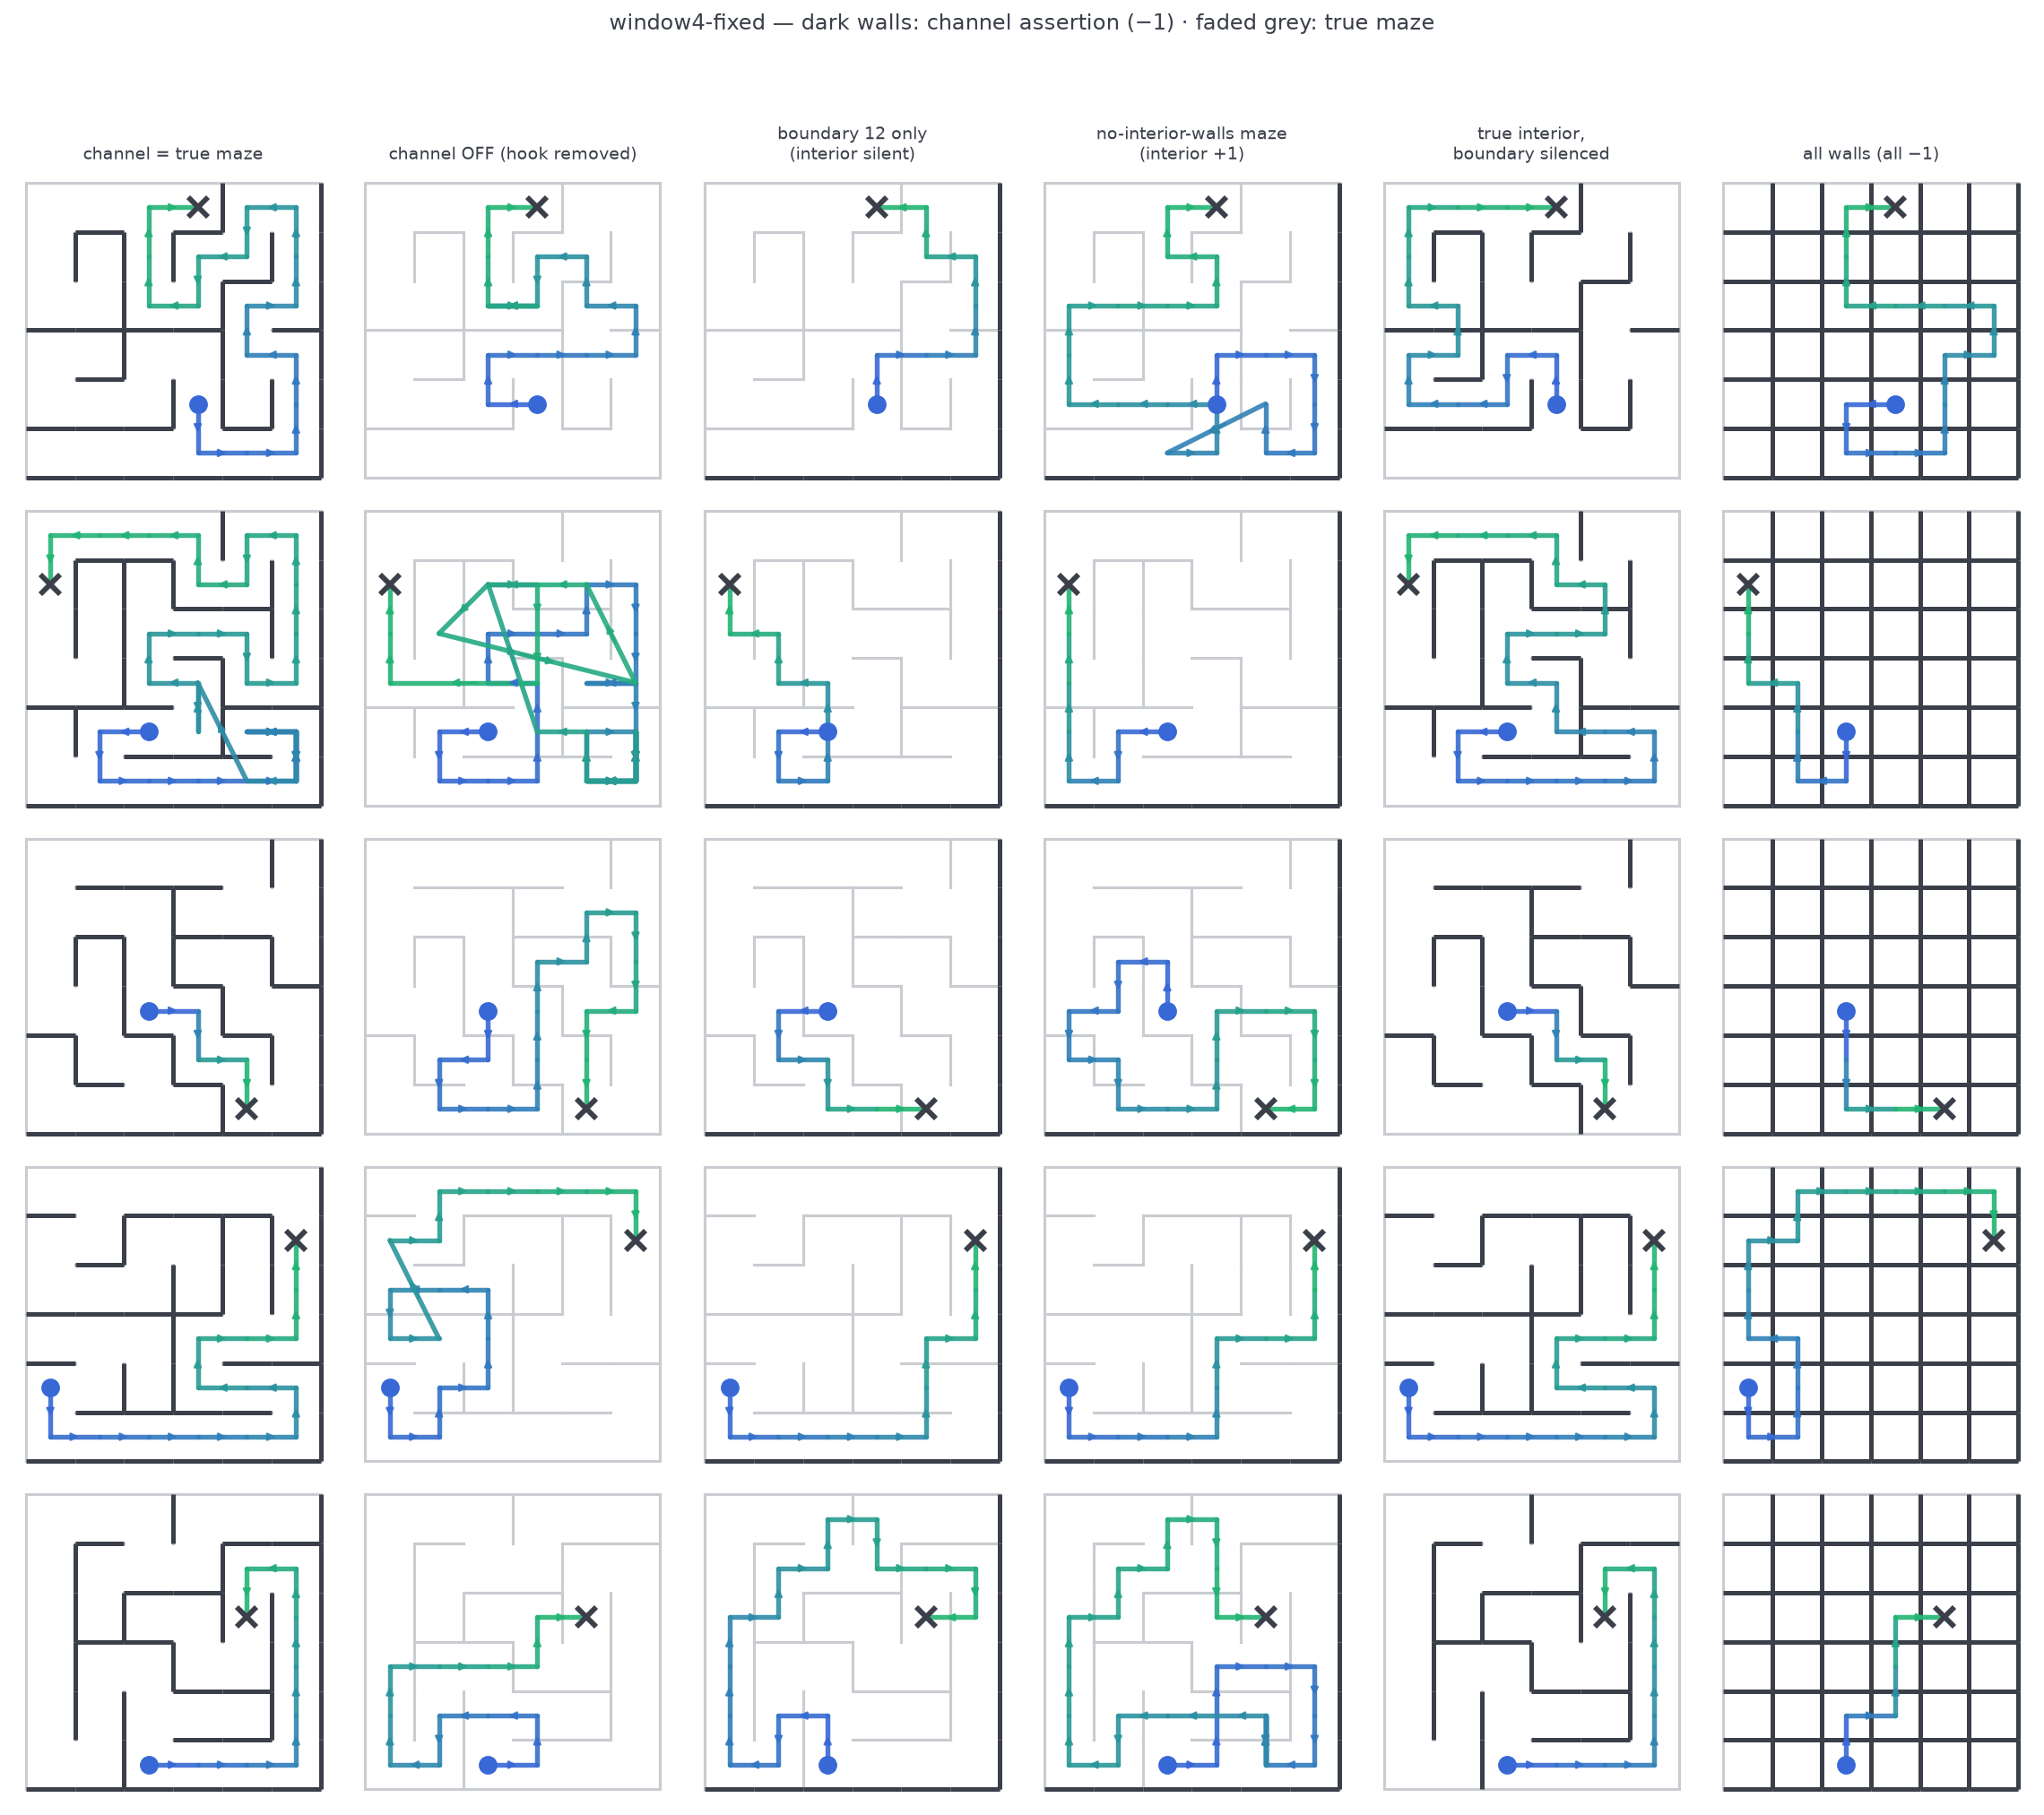 window4-fixed — dark walls: channel assertion (−1) · faded grey: true maze
channel = true maze
channel OFF (hook removed)
boundary 12 only
(interior silent)
no-interior-walls maze
(interior +1)
true interior,
boundary silenced
all walls (all −1)